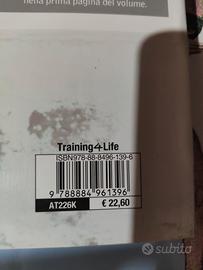 nella prima pagina del volume.
Training4Life
ISBN978-88-8496-139-6
9 788884 961396
AT226K
€ 22,60
subito